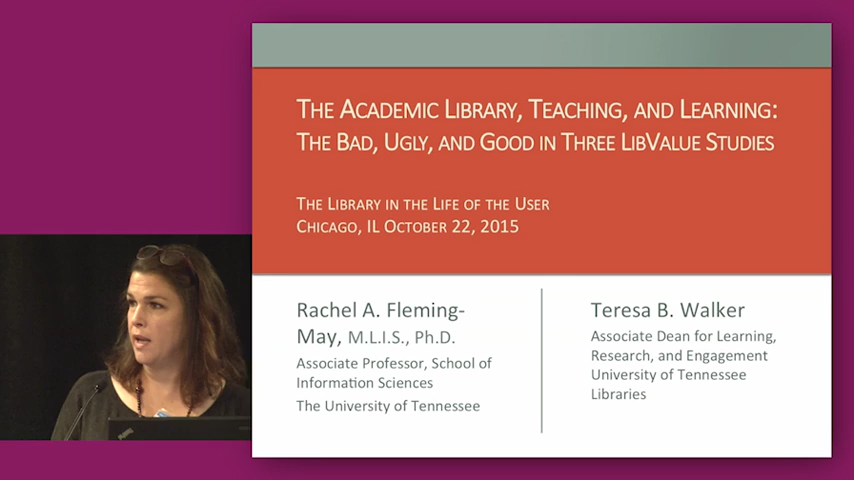 THE ACADEMIC LIBRARY, TEACHING, AND LEARNING:
THE BAD, UGLY, AND GOOD IN THREE LIBVALUE STUDIES
THE LIBRARY IN THE LIFE OF THE USER
CHICAGO, IL OCTOBER 22, 2015
Rachel A. Fleming-
May, M.L.I.S., Ph.D.
Associate Professor, School of
Information Sciences
The University of Tennessee
Teresa B. Walker
Associate Dean for Learning,
Research, and Engagement
University of Tennessee
Libraries